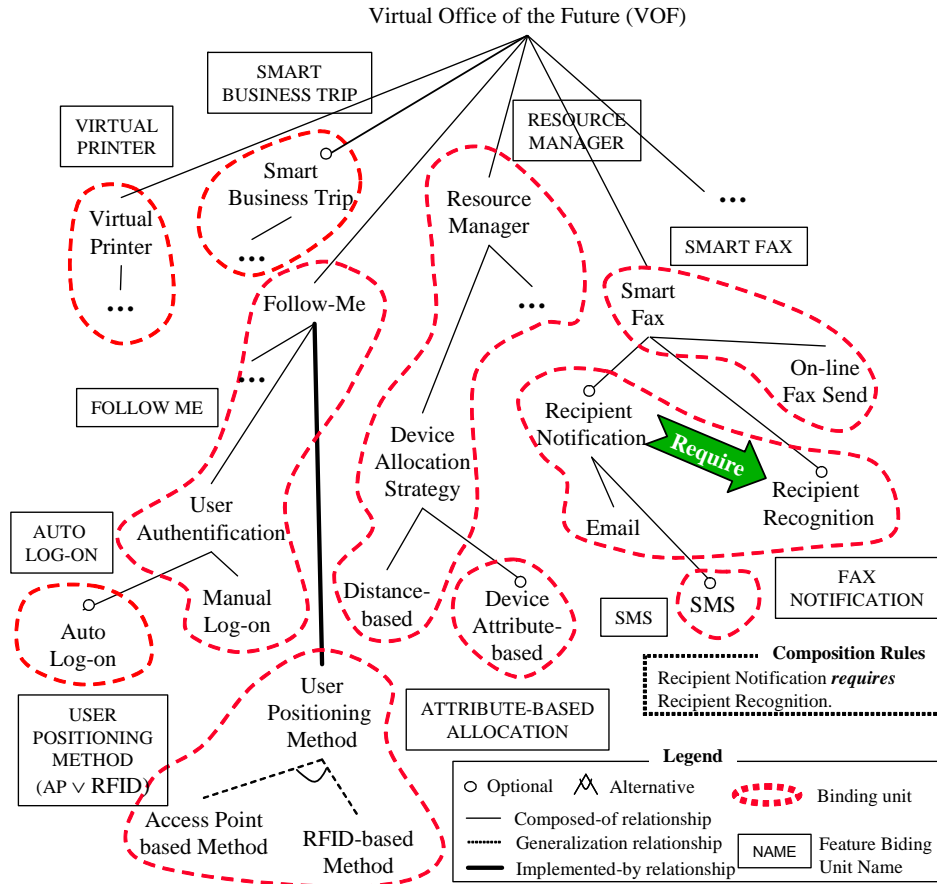 Virtual Office of the Future (VOF)
SMART
BUSINESS TRIP
VIRTUAL
PRINTER
RESOURCE
MANAGER
Smart
Business Trip
...
Virtual
Printer
...
Resource
Manager
...
...
SMART FAX
Follow-Me
...
Smart
Fax
On-line
Fax Send
FOLLOW ME
Recipient
Notification
Require
Recipient
Recognition
Email
Device
Allocation
Strategy
User
Authentification
AUTO
LOG-ON
Auto
Log-on
Manual
Log-on
Distance-
based
Device
Attribute-
based
SMS
SMS
FAX
NOTIFICATION
Composition Rules
Recipient Notification requires
Recipient Recognition.
USER
POSITIONING
METHOD
(AP ∨ RFID)
User
Positioning
Method
ATTRIBUTE-BASED
ALLOCATION
Access Point
based Method
RFID-based
Method
Legend
Optional
Alternative
Binding unit
Composed-of relationship
Generalization relationship
Implemented-by relationship
NAME
Feature Biding
Unit Name